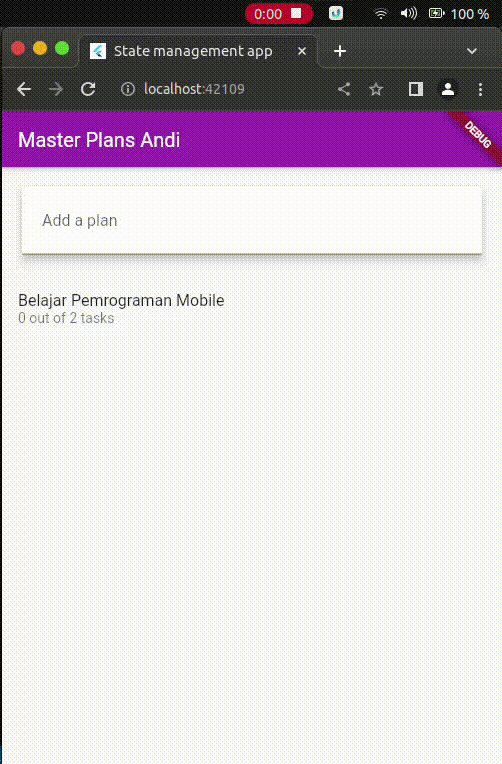 0:00 100 %
State management app
localhost:42109
Master Plans Andi
DEBUG
Add a plan
Belajar Pemrograman Mobile
0 out of 2 tasks